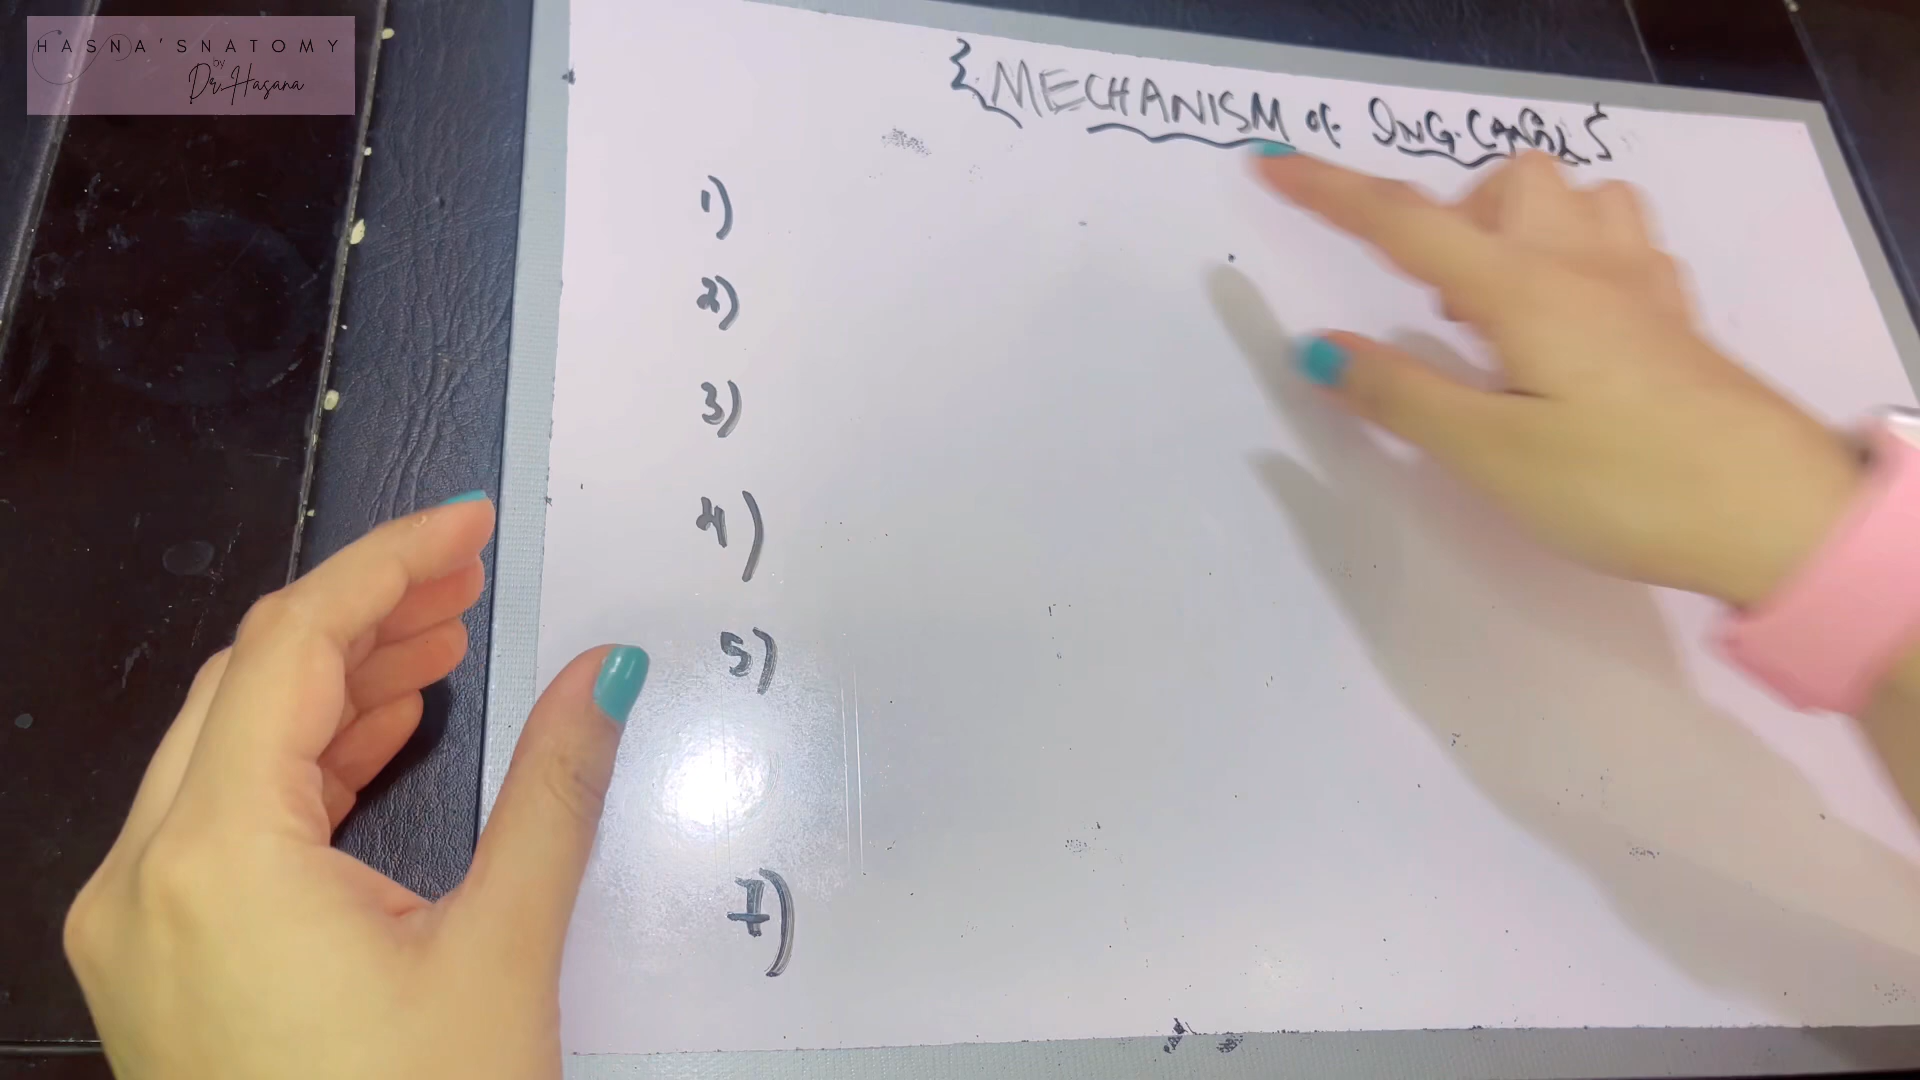 HASNA'SNATOMY
by
Dr.Hasana
MECHANISM of ING. CANAL
1)
2)
3)
4)
5)
7)